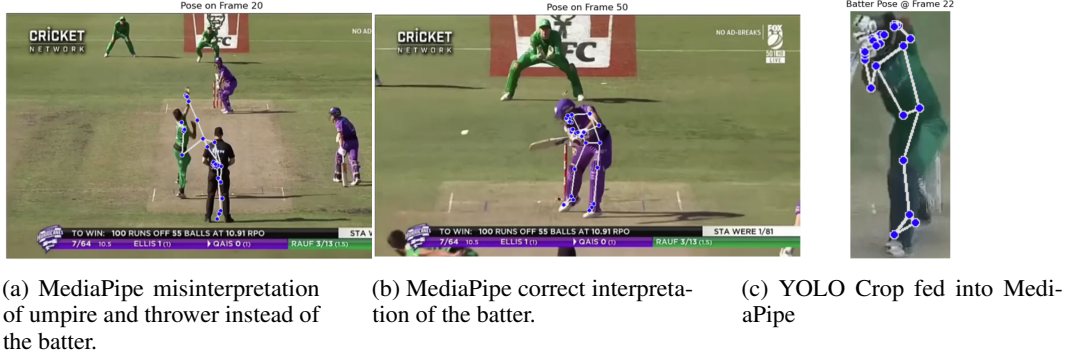 Pose on Frame 20
Pose on Frame 50
Batter Pose @ Frame 22
CRICKET
NETWORK
FC
NO AD
CRICKET
NETWORK
FC
NO AD-BREAKS
FOX
LIVE
TO WIN: 100 RUNS OFF 55 BALLS AT 10.91 RPO
STA W
7/64 10.5 ELLIS 1 (1) QAIS 0 (1) RAUF 3/13 (1.5)
TO WIN: 100 RUNS OFF 55 BALLS AT 10.91 RPO
STA WERE 1/81
7/64 10.5 ELLIS 1 (1) QAIS 0 (1) RAUF 3/13 (1.5)
(a) MediaPipe misinterpretation
of umpire and thrower instead of
the batter.
(b) MediaPipe correct interpreta-
tion of the batter.
(c) YOLO Crop fed into Medi-
aPipe